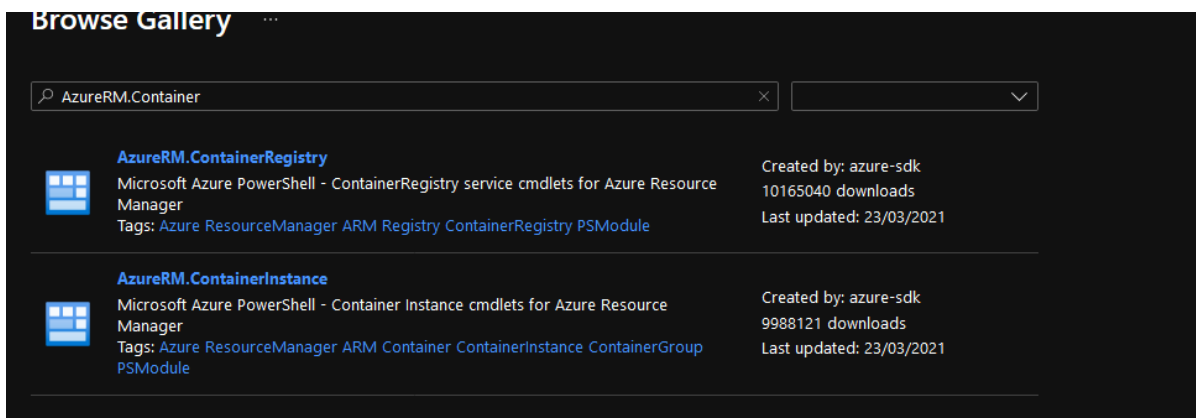 Browse Gallery ...
AzureRM.Container
AzureRM.ContainerRegistry
Microsoft Azure PowerShell - ContainerRegistry service cmdlets for Azure Resource
Manager
Tags: Azure ResourceManager ARM Registry ContainerRegistry PSModule
Created by: azure-sdk
10165040 downloads
Last updated: 23/03/2021
AzureRM.ContainerInstance
Microsoft Azure PowerShell - Container Instance cmdlets for Azure Resource
Manager
Tags: Azure ResourceManager ARM Container ContainerInstance ContainerGroup
PSModule
Created by: azure-sdk
9988121 downloads
Last updated: 23/03/2021